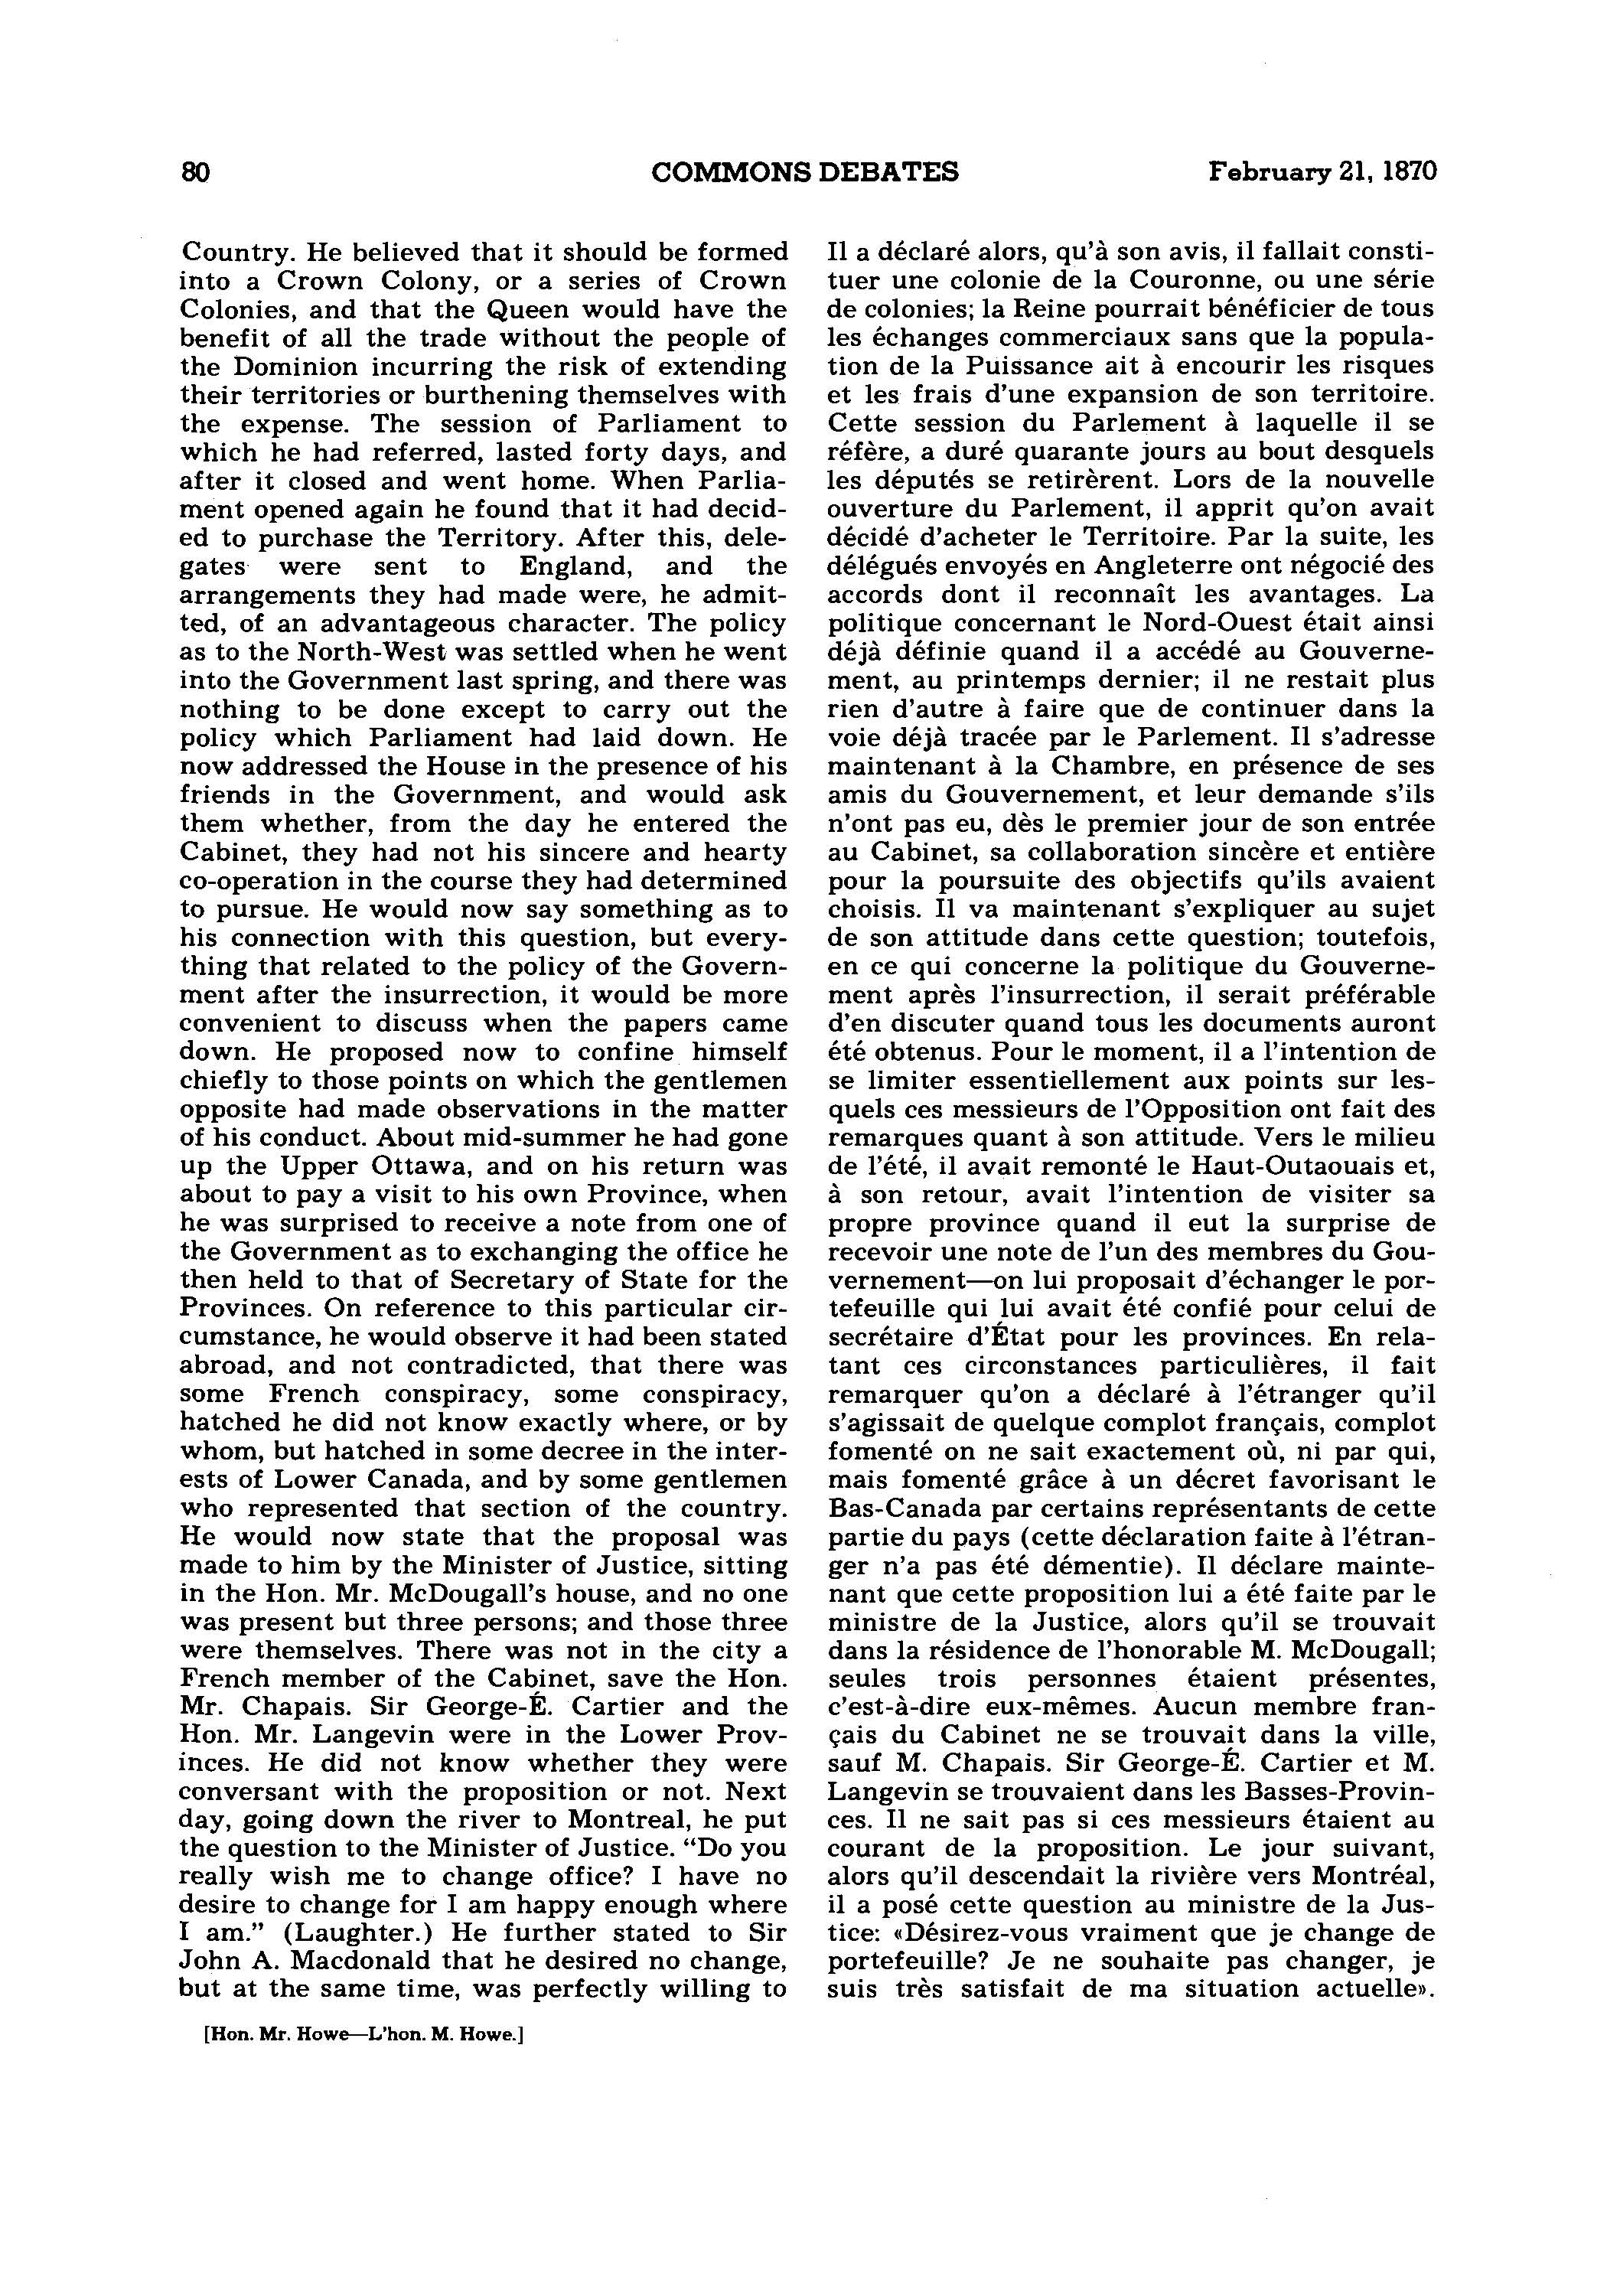 80
COMMONS DEBATES
February 21, 1870
Country. He believed that it should be formed
into a Crown Colony, or a series of Crown
Colonies, and that the Queen would have the
benefit of all the trade without the people of
the Dominion incurring the risk of extending
their territories or burthening themselves with
the expense. The session of Parliament to
which he had referred, lasted forty days, and
after it closed and went home. When Parlia-
ment opened again he found that it had decid-
ed to purchase the Territory. After this, dele-
gates were sent to England, and the
arrangements they had made were, he admit-
ted, of an advantageous character. The policy
as to the North-West was settled when he went
into the Government last spring, and there was
nothing to be done except to carry out the
policy which Parliament had laid down. He
now addressed the House in the presence of his
friends in the Government, and would ask
them whether, from the day he entered the
Cabinet, they had not his sincere and hearty
co-operation in the course they had determined
to pursue. He would now say something as to
his connection with this question, but every-
thing that related to the policy of the Govern-
ment after the insurrection, it would be more
convenient to discuss when the papers came
down. He proposed now to confine himself
chiefly to those points on which the gentlemen
opposite had made observations in the matter
of his conduct. About mid-summer he had gone
up the Upper Ottawa, and on his return was
about to pay a visit to his own Province, when
he was surprised to receive a note from one of
the Government as to exchanging the office he
then held to that of Secretary of State for the
Provinces. On reference to this particular cir-
cumstance, he would observe it had been stated
abroad, and not contradicted, that there was
some French conspiracy, some conspiracy,
hatched he did not know exactly where, or by
whom, but hatched in some decree in the inter-
ests of Lower Canada, and by some gentlemen
who represented that section of the country.
He would now state that the proposal was
made to him by the Minister of Justice, sitting
in the Hon. Mr. McDougall's house, and no one
was present but three persons; and those three
were themselves. There was not in the city a
French member of the Cabinet, save the Hon.
Mr. Chapais. Sir George-É. Cartier and the
Hon. Mr. Langevin were in the Lower Prov-
inces. He did not know whether they were
conversant with the proposition or not. Next
day, going down the river to Montreal, he put
the question to the Minister of Justice. "Do you
really wish me to change office? I have no
desire to change for I am happy enough where
I am." (Laughter.) He further stated to Sir
John A. Macdonald that he desired no change,
but at the same time, was perfectly willing to
Il a déclaré alors, qu'à son avis, il fallait consti-
tuer une colonie de la Couronne, ou une série
de colonies; la Reine pourrait bénéficier de tous
les échanges commerciaux sans que la popula-
tion de la Puissance ait à encourir les risques
et les frais d'une expansion de son territoire.
Cette session du Parlement à laquelle il se
réfère, a duré quarante jours au bout desquels
les députés se retirèrent. Lors de la nouvelle
ouverture du Parlement, il apprit qu'on avait
décidé d'acheter le Territoire. Par la suite, les
délégués envoyés en Angleterre ont négocié des
accords dont il reconnaît les avantages. La
politique concernant le Nord-Ouest était ainsi
déjà définie quand il a accédé au Gouverne-
ment, au printemps dernier; il ne restait plus
rien d'autre à faire que de continuer dans la
voie déjà tracée par le Parlement. Il s'adresse
maintenant à la Chambre, en présence de ses
amis du Gouvernement, et leur demande s'ils
n'ont pas eu, dès le premier jour de son entrée
au Cabinet, sa collaboration sincère et entière
pour la poursuite des objectifs qu'ils avaient
choisis. Il va maintenant s'expliquer au sujet
de son attitude dans cette question; toutefois,
en ce qui concerne la politique du Gouverne-
ment après l'insurrection, il serait préférable
d'en discuter quand tous les documents auront
été obtenus. Pour le moment, il a l'intention de
se limiter essentiellement aux points sur les-
quels ces messieurs de l'Opposition ont fait des
remarques quant à son attitude. Vers le milieu
de l'été, il avait remonté le Haut-Outaouais et,
à son retour, avait l'intention de visiter sa
propre province quand il eut la surprise de
recevoir une note de l'un des membres du Gou-
vernement—on lui proposait d'échanger le por-
tefeuille qui lui avait été confié pour celui de
secrétaire d'État pour les provinces. En rela-
tant ces circonstances particulières, il fait
remarquer qu'on a déclaré à l'étranger qu'il
s'agissait de quelque complot français, complot
fomenté on ne sait exactement où, ni par qui,
mais fomenté grâce à un décret favorisant le
Bas-Canada par certains représentants de cette
partie du pays (cette déclaration faite à l'étran-
ger n'a pas été démentie). Il déclare mainte-
nant que cette proposition lui a été faite par le
ministre de la Justice, alors qu'il se trouvait
dans la résidence de l'honorable M. McDougall;
seules trois personnes étaient présentes,
c'est-à-dire eux-mêmes. Aucun membre fran-
çais du Cabinet ne se trouvait dans la ville,
sauf M. Chapais. Sir George-É. Cartier et M.
Langevin se trouvaient dans les Basses-Provin-
ces. Il ne sait pas si ces messieurs étaient au
courant de la proposition. Le jour suivant,
alors qu'il descendait la rivière vers Montréal,
il a posé cette question au ministre de la Jus-
tice: «Désirez-vous vraiment que je change de
portefeuille? Je ne souhaite pas changer, je
suis très satisfait de ma situation actuelle».
[Hon. Mr. Howe—L'hon. M. Howe.]